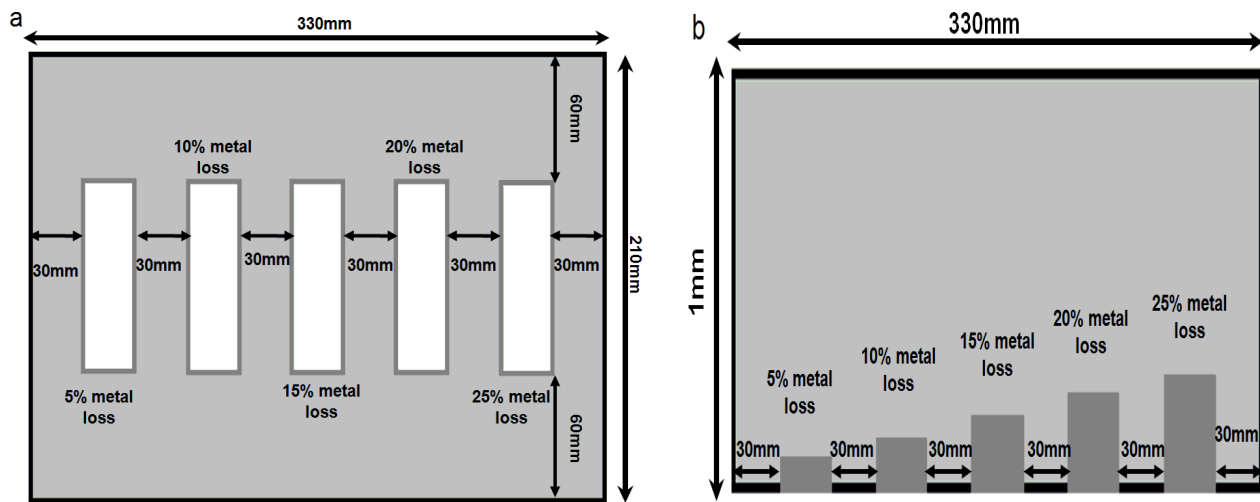 a
330mm
60mm
10% metal
loss
20% metal
loss
210mm
30mm
30mm
30mm
30mm
30mm
30mm
5% metal
loss
15% metal
loss
25% metal
loss
60mm
b
330mm
1mm
25% metal
loss
20% metal
loss
15% metal
loss
10% metal
loss
5% metal
loss
30mm
30mm
30mm
30mm
30mm
30mm